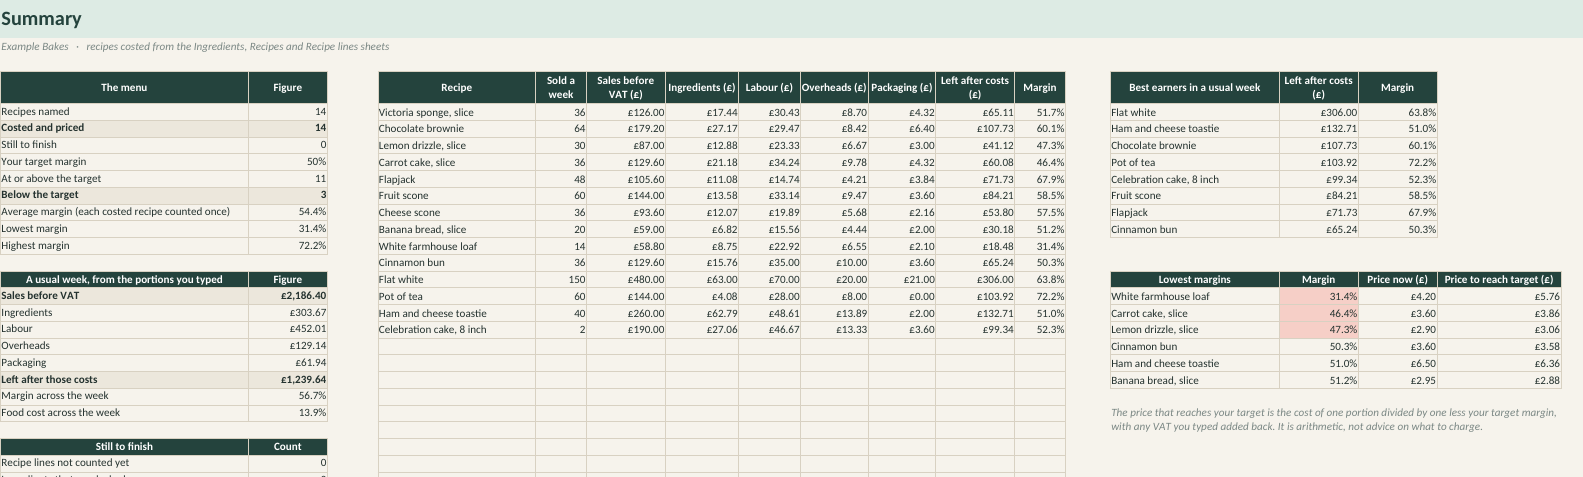 Summary
Example Bakes · recipes costed from the Ingredients, Recipes and Recipe lines sheets
The menu Figure
Recipes named 14
Costed and priced 14
Still to finish 0
Your target margin 50%
At or above the target 11
Below the target 3
Average margin (each costed recipe counted once) 54.4%
Lowest margin 31.4%
Highest margin 72.2%
A usual week, from the portions you typed Figure
Sales before VAT £2,186.40
Ingredients £303.67
Labour £452.01
Overheads £129.14
Packaging £61.94
Left after those costs £1,239.64
Margin across the week 56.7%
Food cost across the week 13.9%
Still to finish Count
Recipe lines not counted yet 0
Recipe Sold a week Sales before VAT (£) Ingredients (£) Labour (£) Overheads (£) Packaging (£) Left after costs (£) Margin
Victoria sponge, slice 36 £126.00 £17.44 £30.43 £8.70 £4.32 £65.11 51.7%
Chocolate brownie 64 £179.20 £27.17 £29.47 £8.42 £6.40 £107.73 60.1%
Lemon drizzle, slice 30 £87.00 £12.88 £23.33 £6.67 £3.00 £41.12 47.3%
Carrot cake, slice 36 £129.60 £21.18 £34.24 £9.78 £4.32 £60.08 46.4%
Flapjack 48 £105.60 £11.08 £14.74 £4.21 £3.84 £71.73 67.9%
Fruit scone 60 £144.00 £13.58 £33.14 £9.47 £3.60 £84.21 58.5%
Cheese scone 36 £93.60 £12.07 £19.89 £5.68 £2.16 £53.80 57.5%
Banana bread, slice 20 £59.00 £6.82 £15.56 £4.44 £2.00 £30.18 51.2%
White farmhouse loaf 14 £58.80 £8.75 £22.92 £6.55 £2.10 £18.48 31.4%
Cinnamon bun 36 £129.60 £15.76 £35.00 £10.00 £3.60 £65.24 50.3%
Flat white 150 £480.00 £63.00 £70.00 £20.00 £21.00 £306.00 63.8%
Pot of tea 60 £144.00 £4.08 £28.00 £8.00 £0.00 £103.92 72.2%
Ham and cheese toastie 40 £260.00 £62.79 £48.61 £13.89 £2.00 £132.71 51.0%
Celebration cake, 8 inch 2 £190.00 £27.06 £46.67 £13.33 £3.60 £99.34 52.3%
Best earners in a usual week Left after costs (£) Margin
Flat white £306.00 63.8%
Ham and cheese toastie £132.71 51.0%
Chocolate brownie £107.73 60.1%
Pot of tea £103.92 72.2%
Celebration cake, 8 inch £99.34 52.3%
Fruit scone £84.21 58.5%
Flapjack £71.73 67.9%
Cinnamon bun £65.24 50.3%
Lowest margins Margin Price now (£) Price to reach target (£)
White farmhouse loaf 31.4% £4.20 £5.76
Carrot cake, slice 46.4% £3.60 £3.86
Lemon drizzle, slice 47.3% £2.90 £3.06
Cinnamon bun 50.3% £3.60 £3.58
Ham and cheese toastie 51.0% £6.50 £6.36
Banana bread, slice 51.2% £2.95 £2.88
The price that reaches your target is the cost of one portion divided by one less your target margin,
with any VAT you typed added back. It is arithmetic, not advice on what to charge.